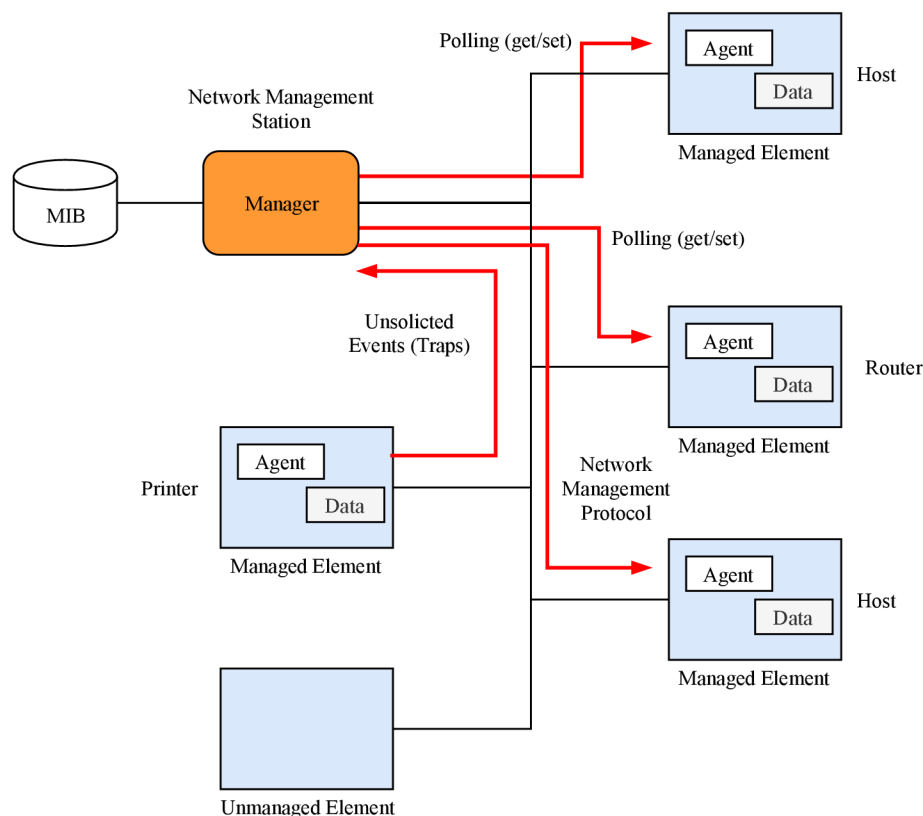 Polling (get/set)
Agent
Data
Host
Managed Element
Network Management
Station
MIB
Manager
Polling (get/set)
Unsolicted
Events (Traps)
Agent
Data
Router
Managed Element
Printer
Agent
Data
Managed Element
Network
Management
Protocol
Agent
Data
Host
Managed Element
Unmanaged Element